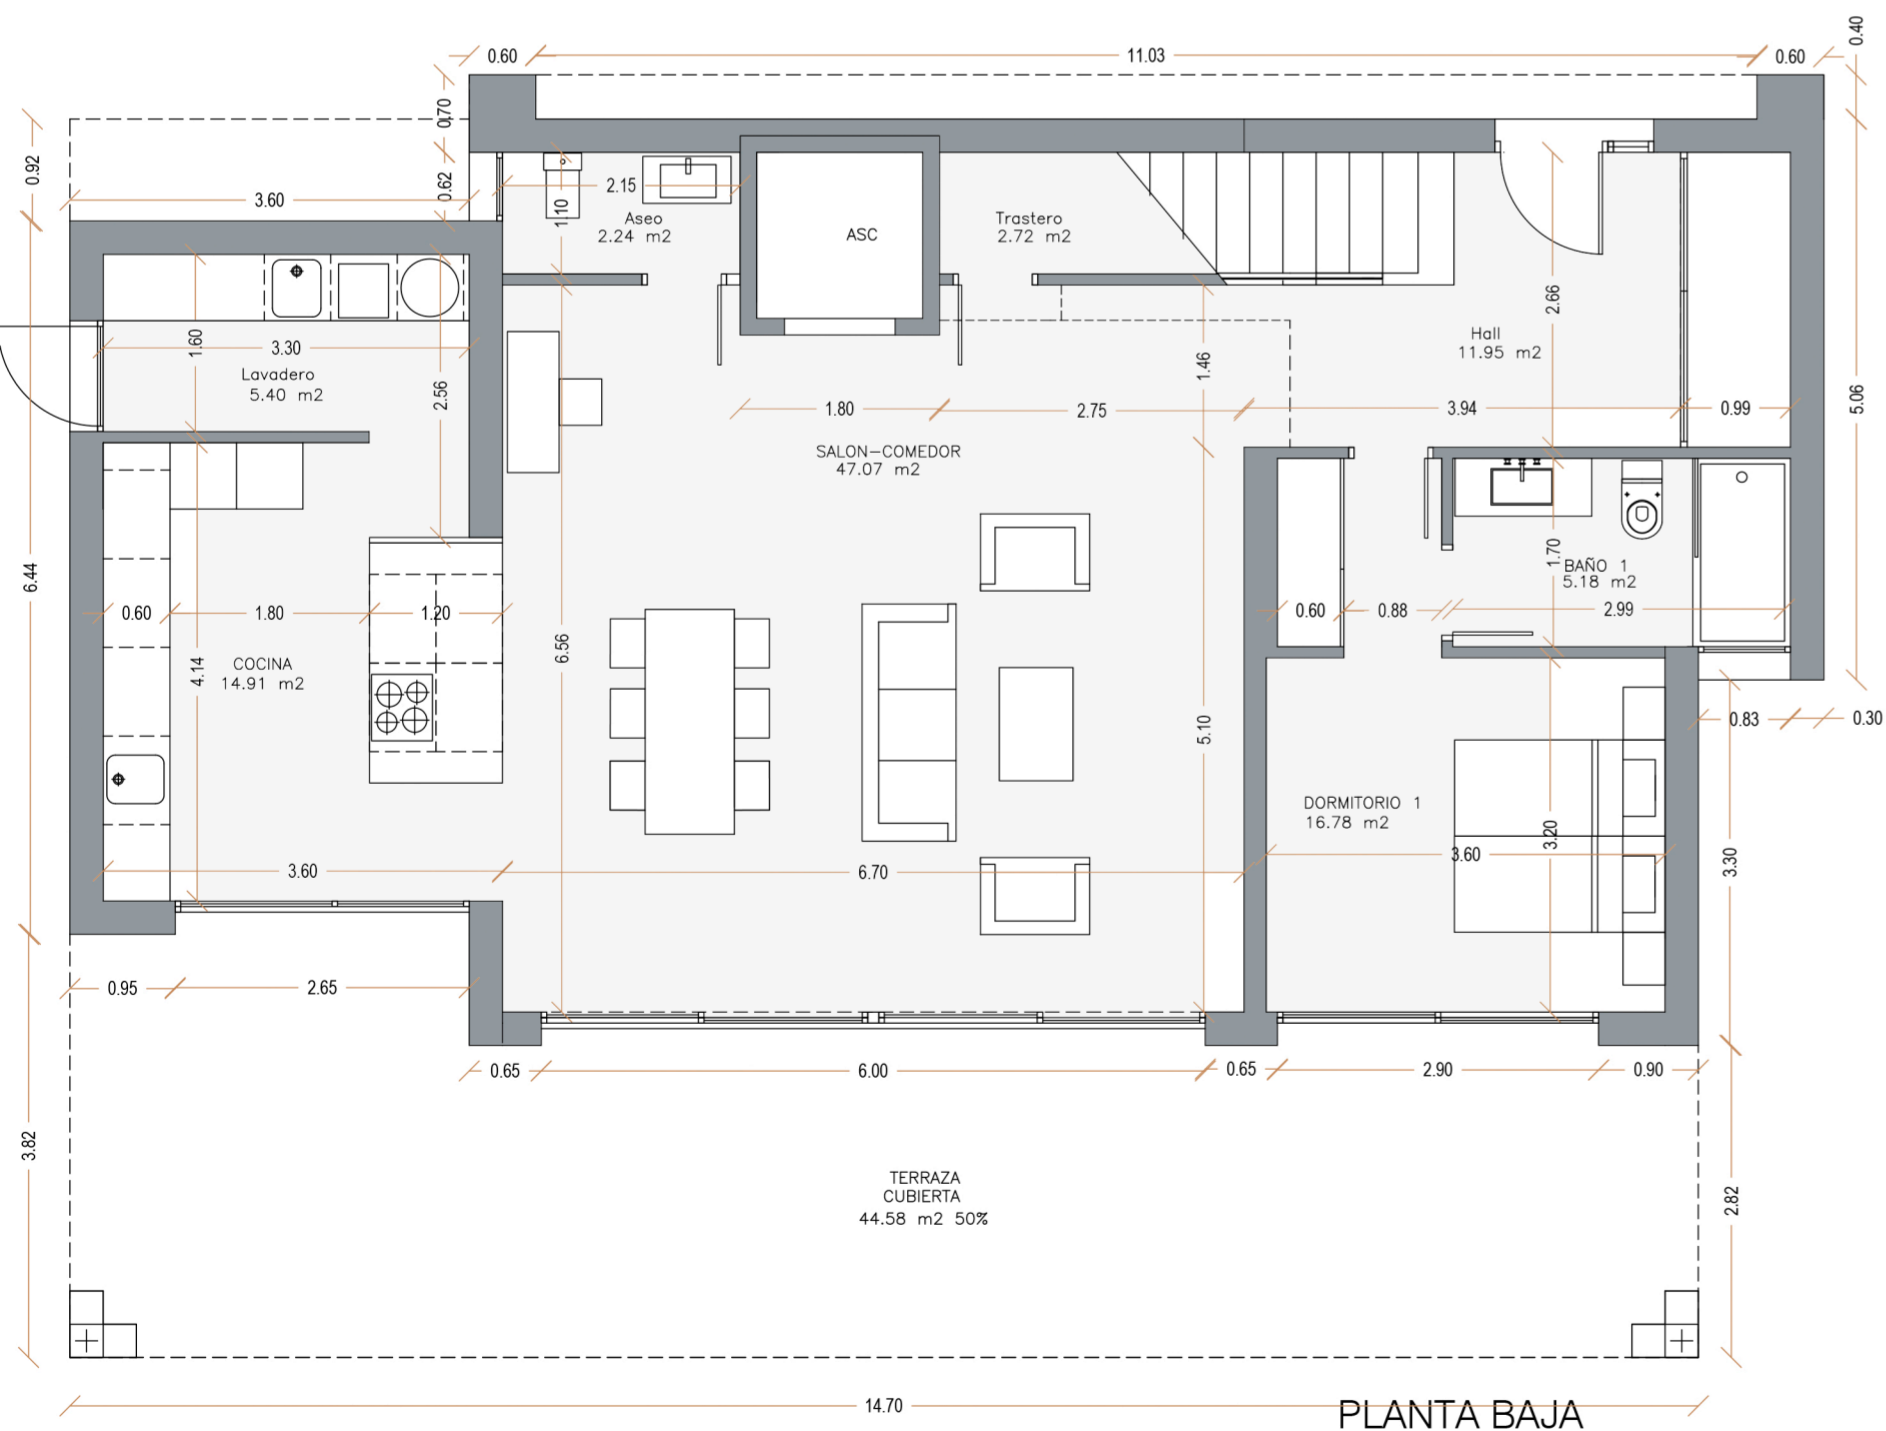 0.40
0.60
11.03
0.60
0.70
0.92
0.62
3.60
2.15
1.10
Aseo
2.24 m2
ASC
Trastero
2.72 m2
2.66
Hall
11.95 m2
1.60
3.30
Lavadero
5.40 m2
2.56
1.46
5.06
1.80
2.75
3.94
0.99
SALON-COMEDOR
47.07 m2
6.44
1.70
BAÑO 1
5.18 m2
0.60
1.80
1.20
6.56
0.60
0.88
2.99
4.14
COCINA
14.91 m2
5.10
0.83
0.30
DORMITORIO 1
16.78 m2
3.20
3.60
3.30
3.60
6.70
0.95
2.65
0.65
6.00
0.65
2.90
0.90
3.82
TERRAZA
CUBIERTA
44.58 m2 50%
2.82
14.70
PLANTA BAJA